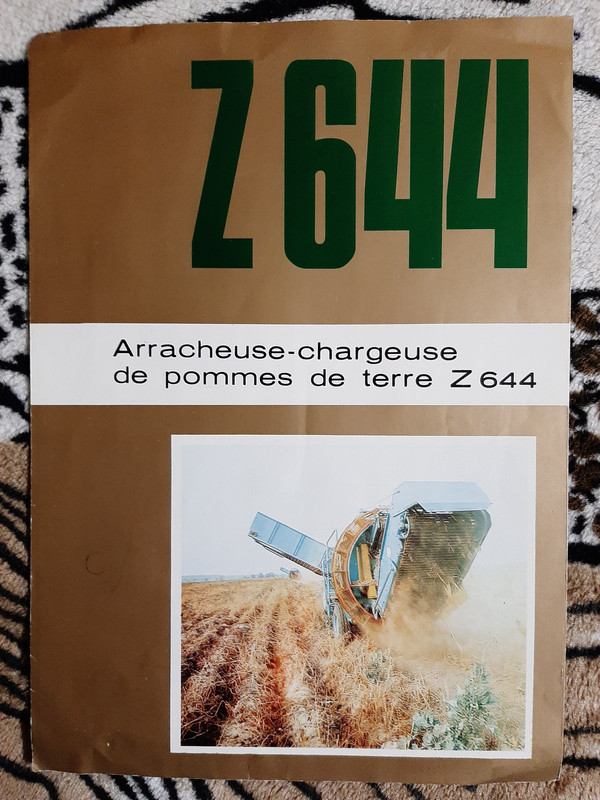 Z 644
Arracheuse-chargeuse
de pommes de terre Z 644